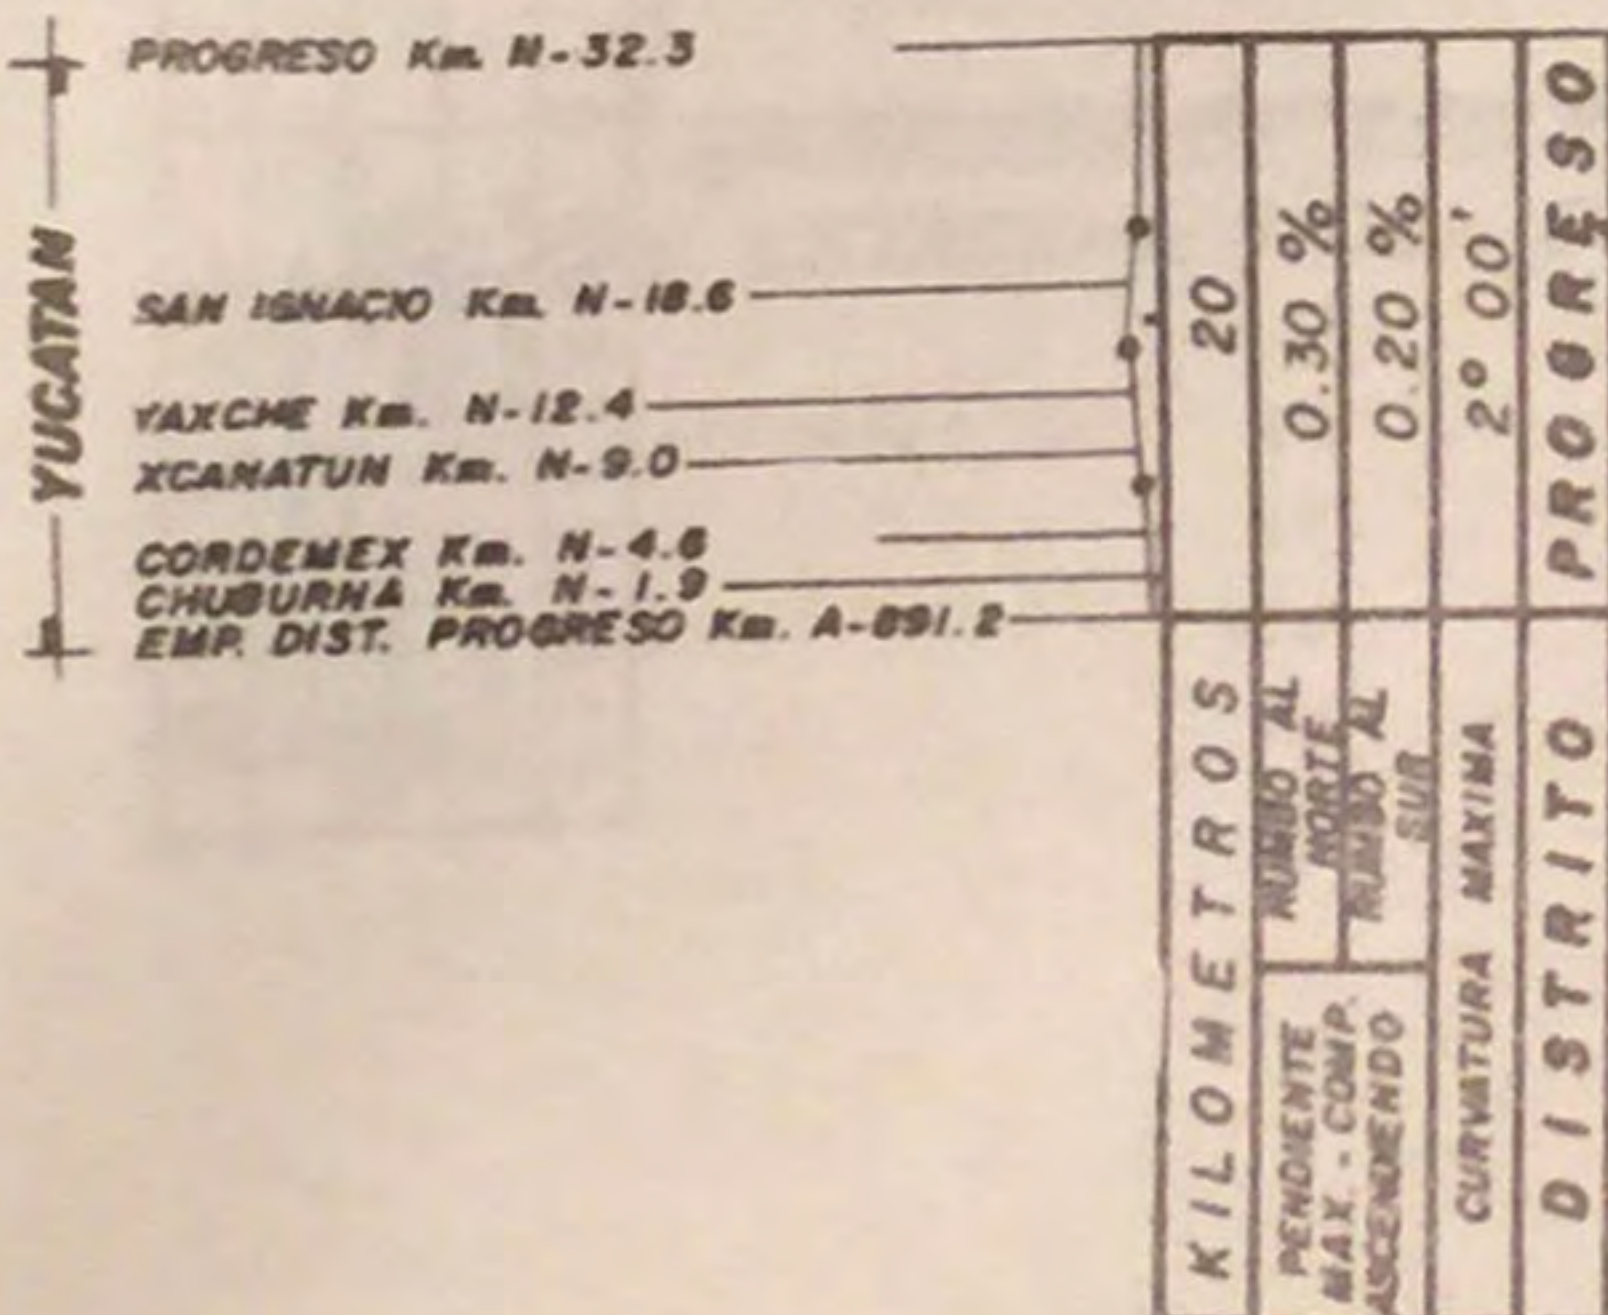 PROGRESO Km. N-32.3
SAN IGNACIO Km. N-18.6
YAXCHE Km. N-12.4
XCANATUN Km. N-9.0
CORDEMEX Km. N-4.6
CHUBURNA Km. N-1.9
EMP. DIST. PROGRESO Km. A-891.2
YUCATAN
KILOMETROS 20
PENDIENTE
MAX. - COMP.
ASCENDIENDO
RUMBO AL
NORTE
0.30 %
RUMBO AL
SUR
0.20 %
CURVATURA MAXIMA 2° 00'
DISTRITO PROGRESO